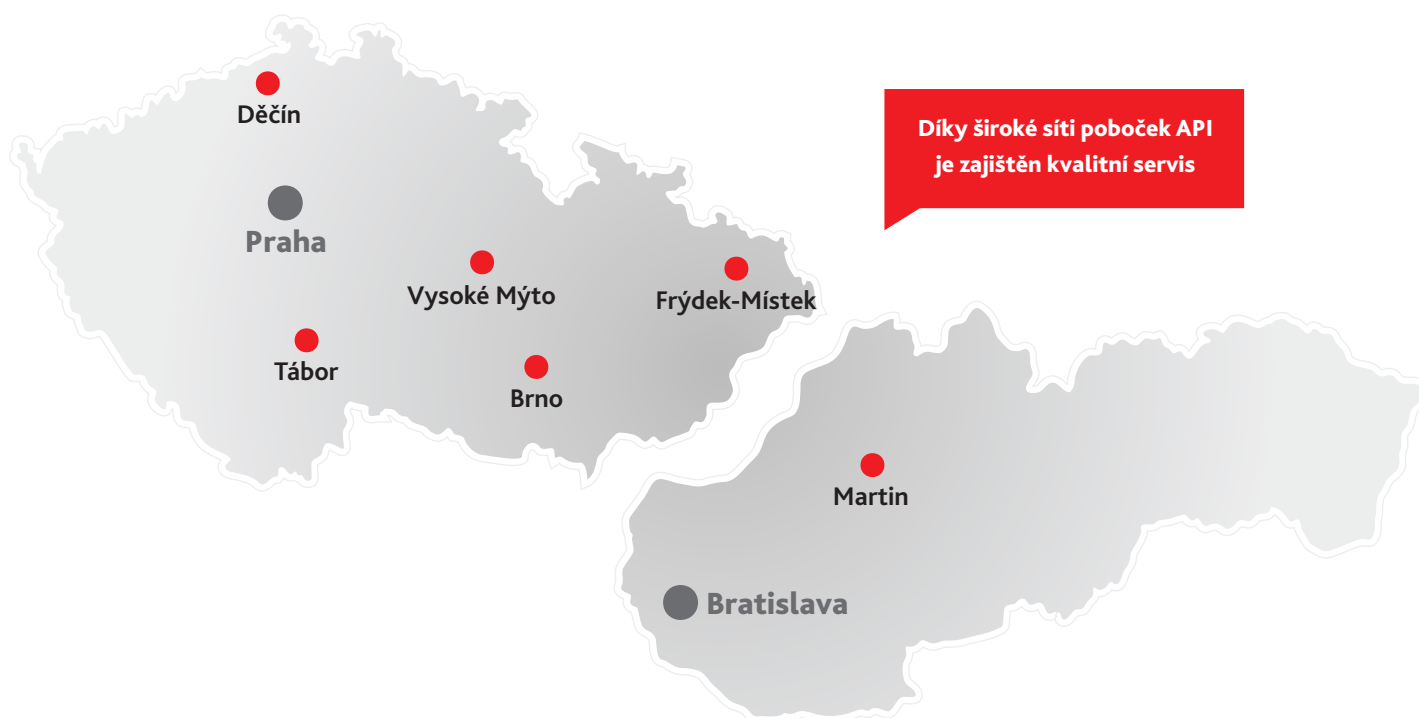 Děčín
Díky široké síti poboček API
je zajištěn kvalitní servis
Praha
Vysoké Mýto
Frýdek-Místek
Tábor
Brno
Martin
Bratislava